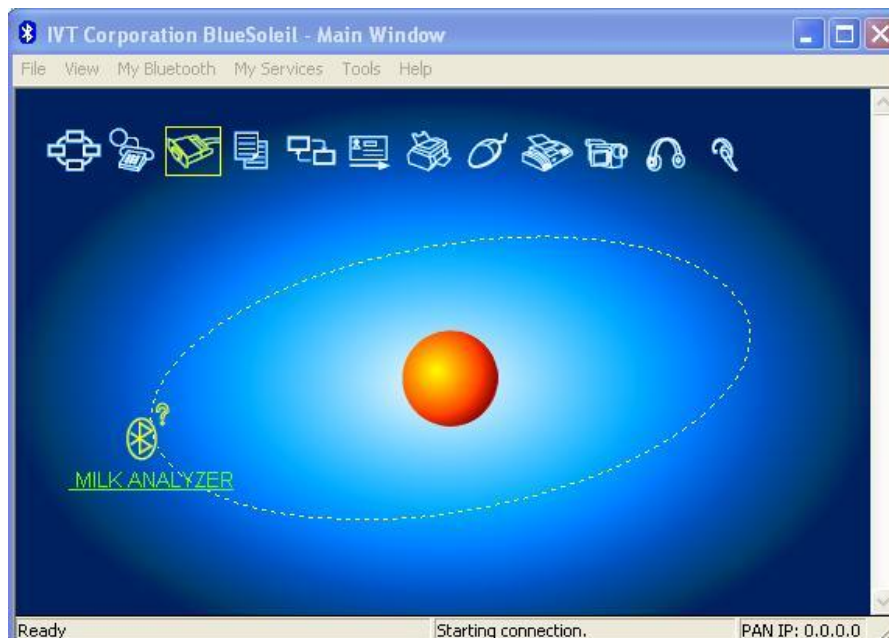 IVT Corporation BlueSoleil - Main Window
File View My Bluetooth My Services Tools Help
?
MILK ANALYZER
Ready Starting connection. PAN IP: 0.0.0.0